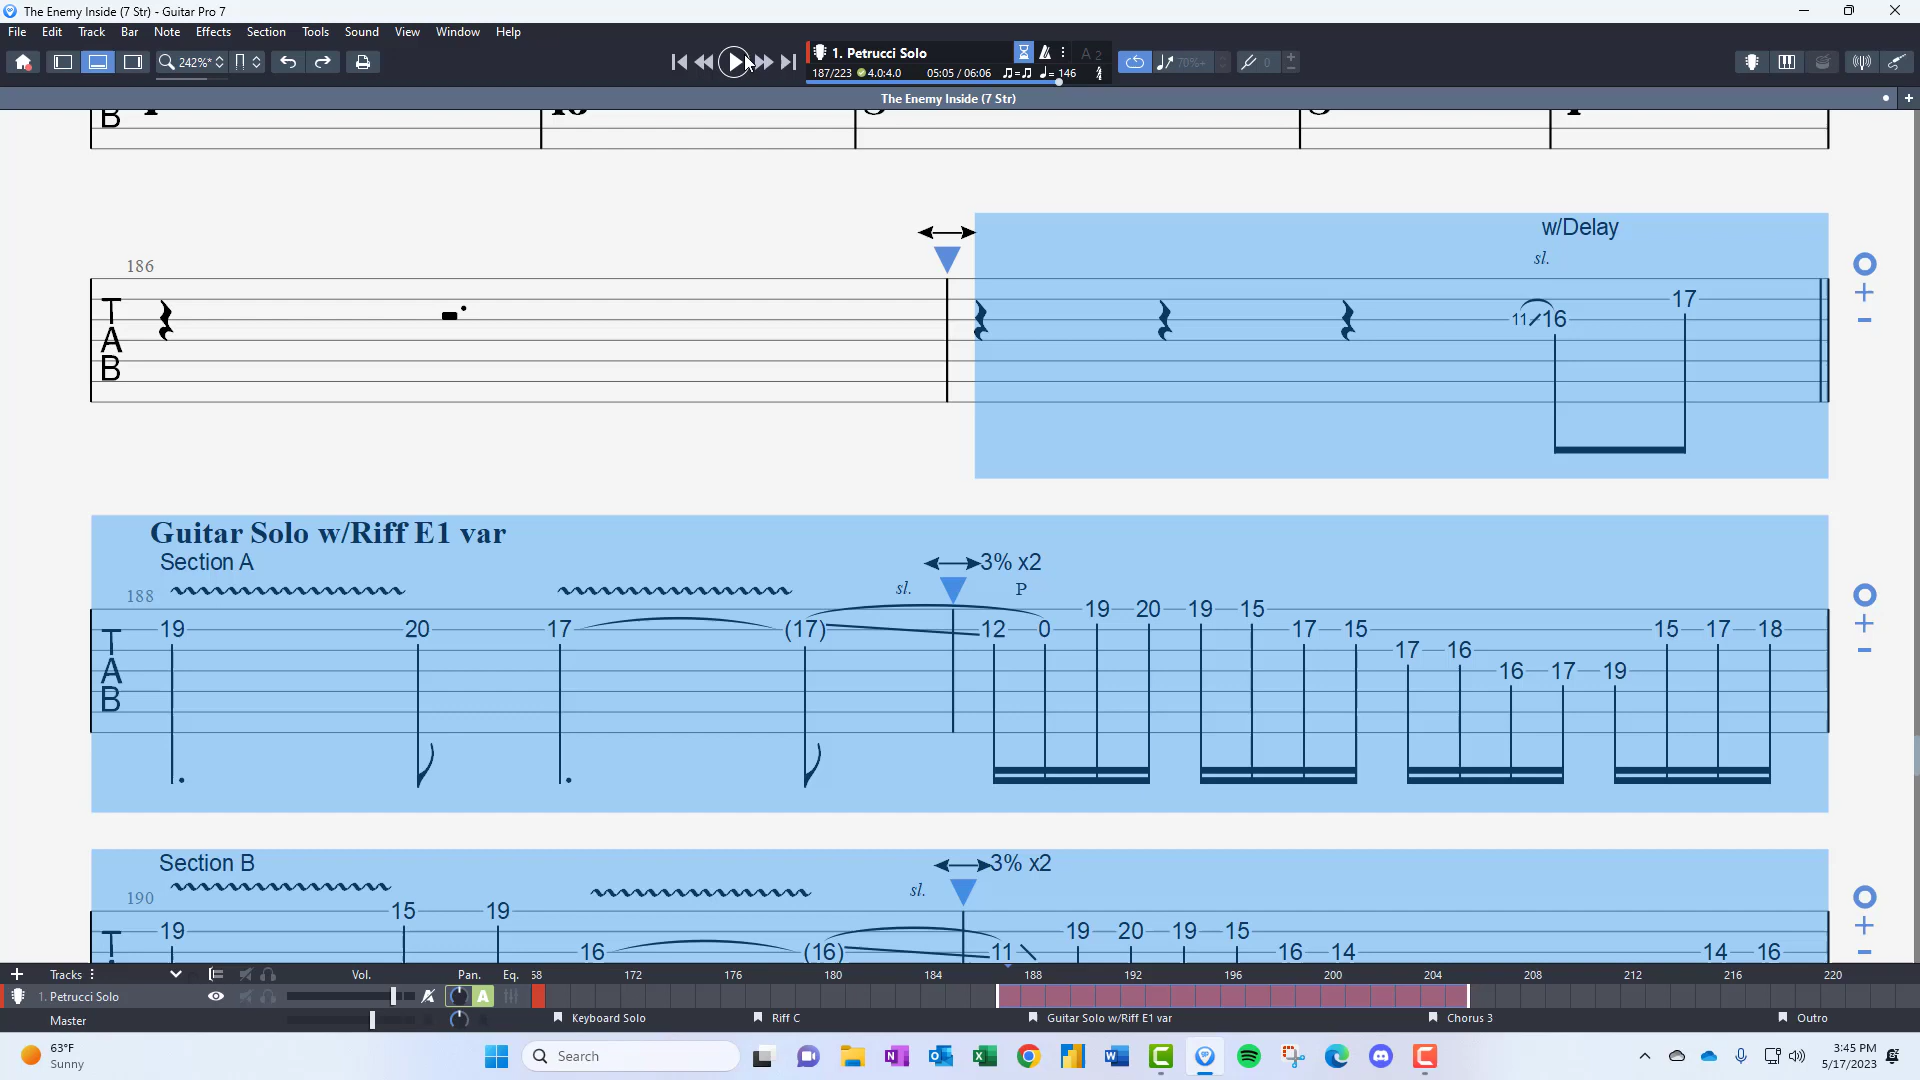 The Enemy Inside (7 Str) - Guitar Pro 7
File Edit Track Bar Note Effects Section Tools Sound View Window Help
242%*
1. Petrucci Solo
A 2
187/223 4.0:4.0 05:05 / 06:06 = 146
70%+
0
The Enemy Inside (7 Str)
B
w/Delay
186 sl.
17
11 16
T
A
B
Guitar Solo w/Riff E1 var
Section A 3% x2
188 sl. P
19 20 19 15
19 20 17 (17) 12 0 17 15 15 17 18
17 16
16 17 19
T
A
B
Section B 3% x2
190 sl.
15 19
19 19 20 19 15
16 (16) 11 16 14 14 16
T
Tracks Vol. Pan. Eq. 58 172 176 180 184 188 192 196 200 204 208 212 216 220
1. Petrucci Solo A
Master Keyboard Solo Riff C Guitar Solo w/Riff E1 var Chorus 3 Outro
63°F
Sunny
Search
3:45 PM
5/17/2023